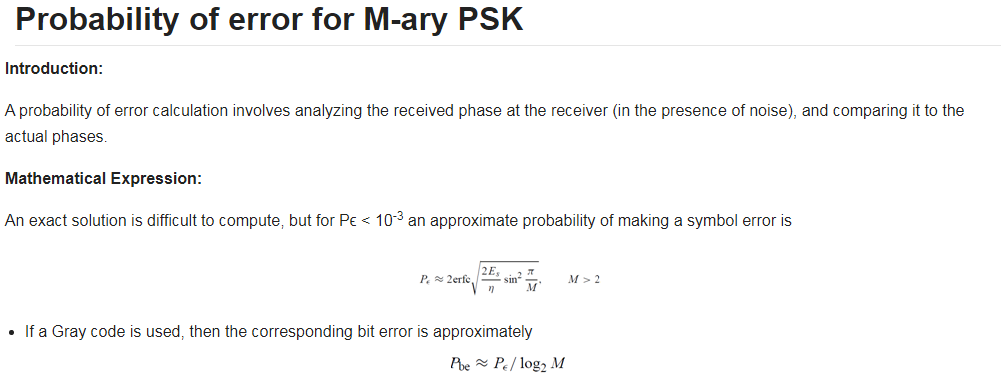 Probability of error for M-ary PSK
Introduction:
A probability of error calculation involves analyzing the received phase at the receiver (in the presence of noise), and comparing it to the
actual phases.
Mathematical Expression:
An exact solution is difficult to compute, but for Pϵ < 10⁻³ an approximate probability of making a symbol error is
Pₑ ≈ 2erfc√(2Eₛ/η sin² π/M), M > 2
• If a Gray code is used, then the corresponding bit error is approximately
Pbe ≈ Pϵ / log₂ M